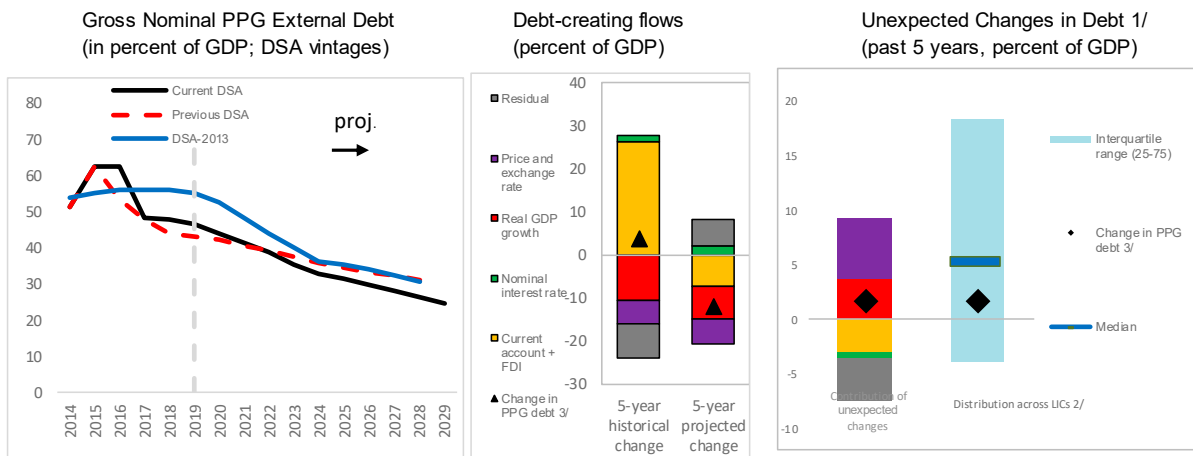 Gross Nominal PPG External Debt
(in percent of GDP; DSA vintages)
Current DSA
Previous DSA
DSA-2013
proj.
80
70
60
50
40
30
20
10
0
2014
2015
2016
2017
2018
2019
2020
2021
2022
2023
2024
2025
2026
2027
2028
2029
Debt-creating flows
(percent of GDP)
Residual
Price and
exchange rate
Real GDP
growth
Nominal
interest rate
Current
account +
FDI
Change in
PPG debt 3/
40
30
20
10
0
-10
-20
-30
5-year
historical
change
5-year
projected
change
Unexpected Changes in Debt 1/
(past 5 years, percent of GDP)
20
15
10
5
0
-5
-10
Contribution of
unexpected
changes
Distribution across LICs 2/
Interquartile
range (25-75)
Change in PPG
debt 3/
Median